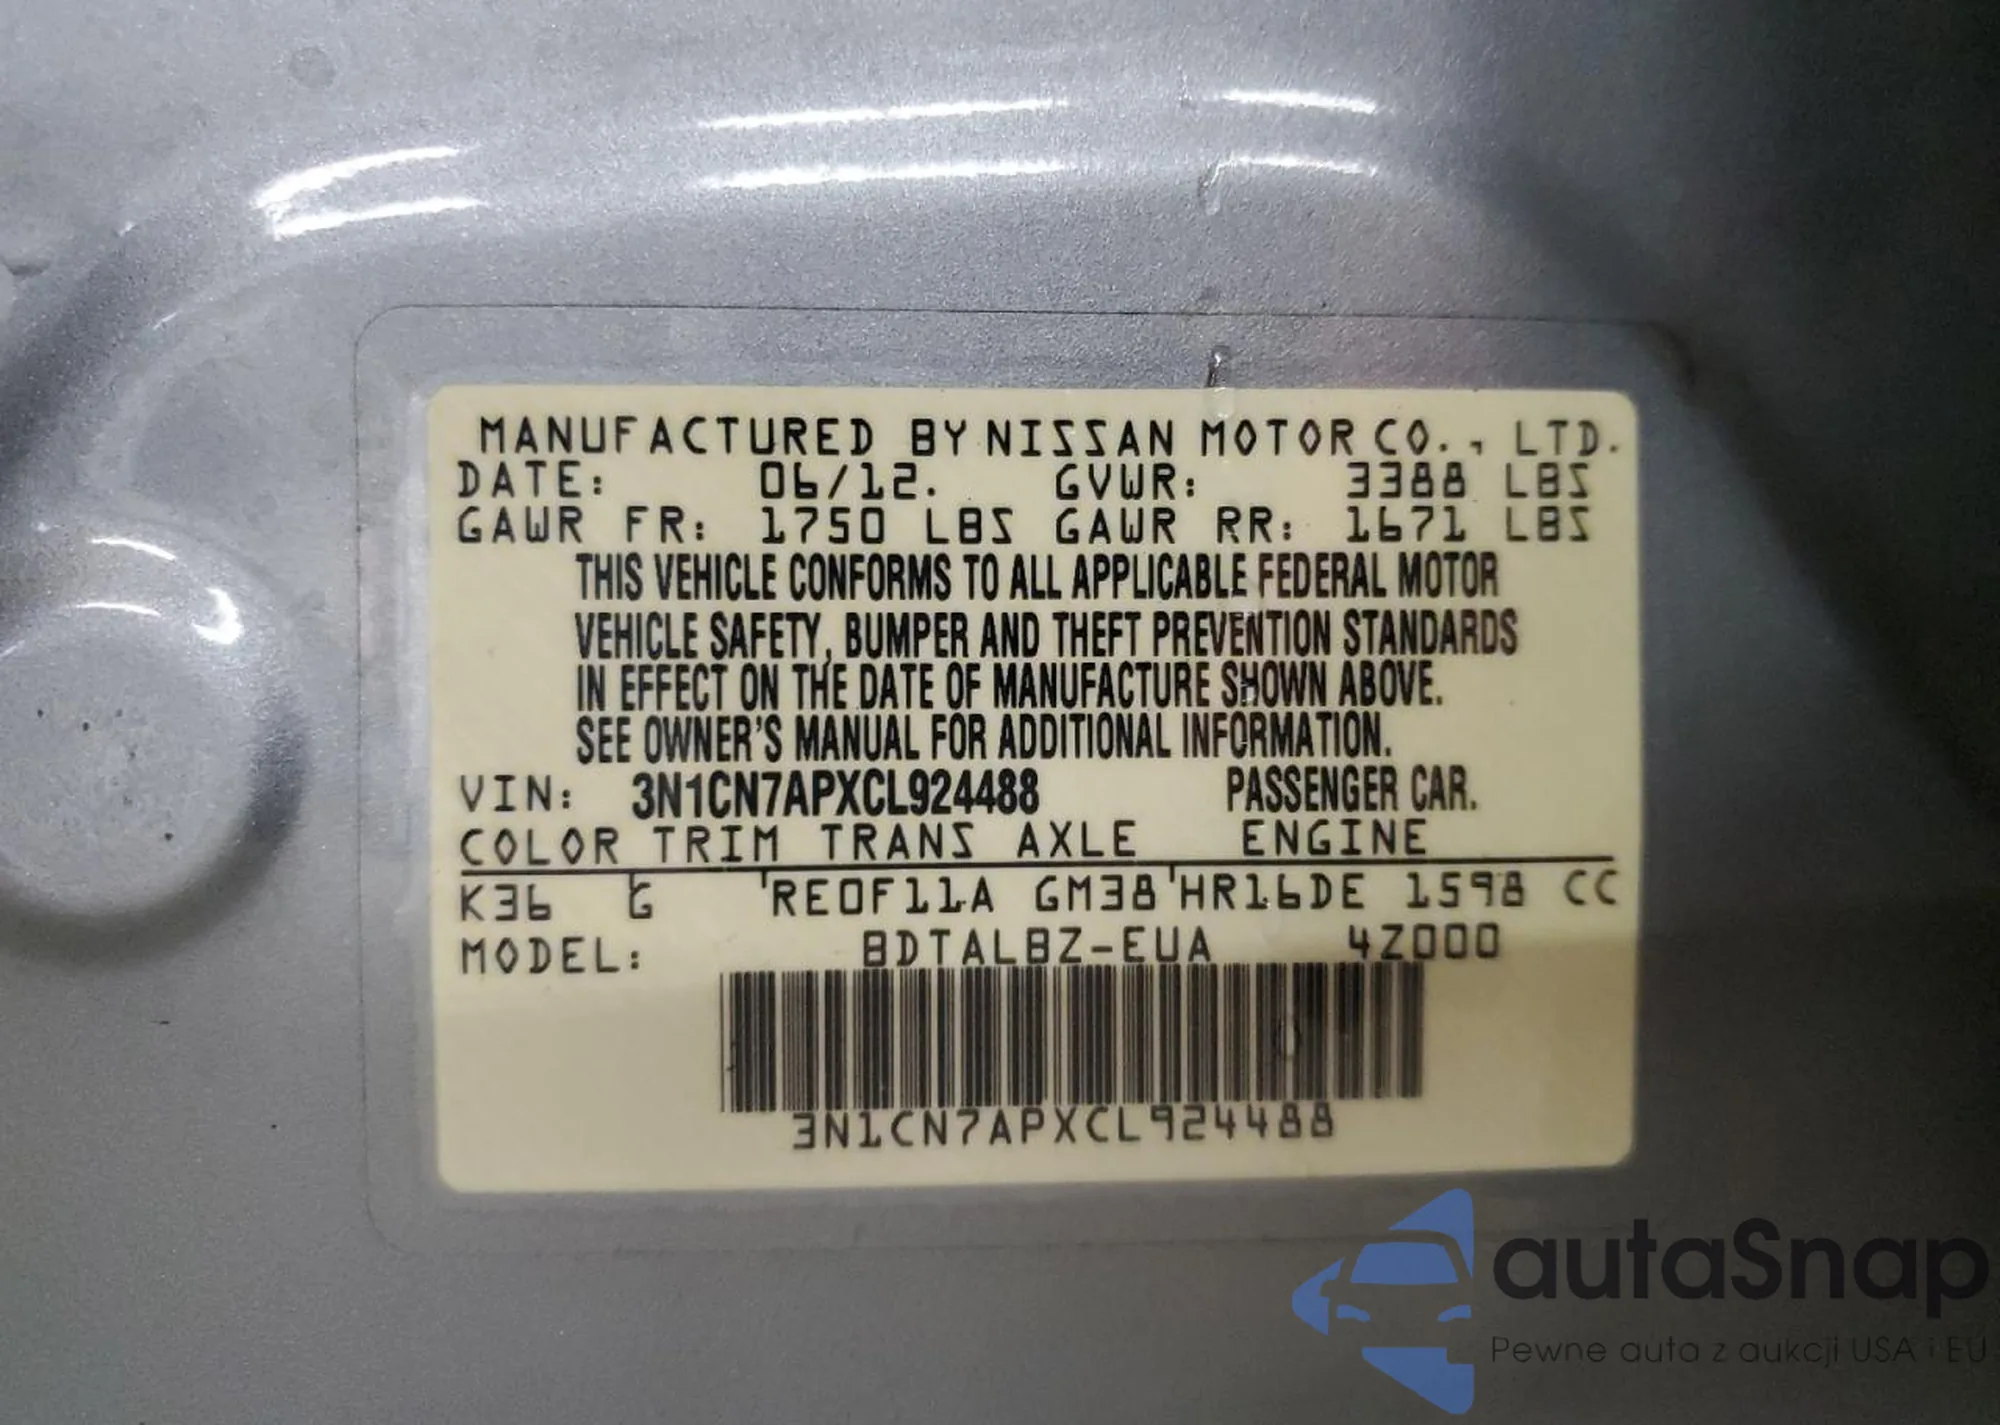 MANUFACTURED BY NISSAN MOTOR CO., LTD.
DATE: 06/12. GVWR: 3388 LBS
GAWR FR: 1750 LBS GAWR RR: 1671 LBS
THIS VEHICLE CONFORMS TO ALL APPLICABLE FEDERAL MOTOR
VEHICLE SAFETY, BUMPER AND THEFT PREVENTION STANDARDS
IN EFFECT ON THE DATE OF MANUFACTURE SHOWN ABOVE.
SEE OWNER'S MANUAL FOR ADDITIONAL INFORMATION.
VIN: 3N1CN7APXCL924488 PASSENGER CAR.
COLOR TRIM TRANS AXLE ENGINE
K36 G RE0F11A GM38 HR16DE 1598 CC
MODEL: BDTALBZ-EUA 4Z000
3N1CN7APXCL924488
autaSnap
Pewne auta z aukcji USA i EU